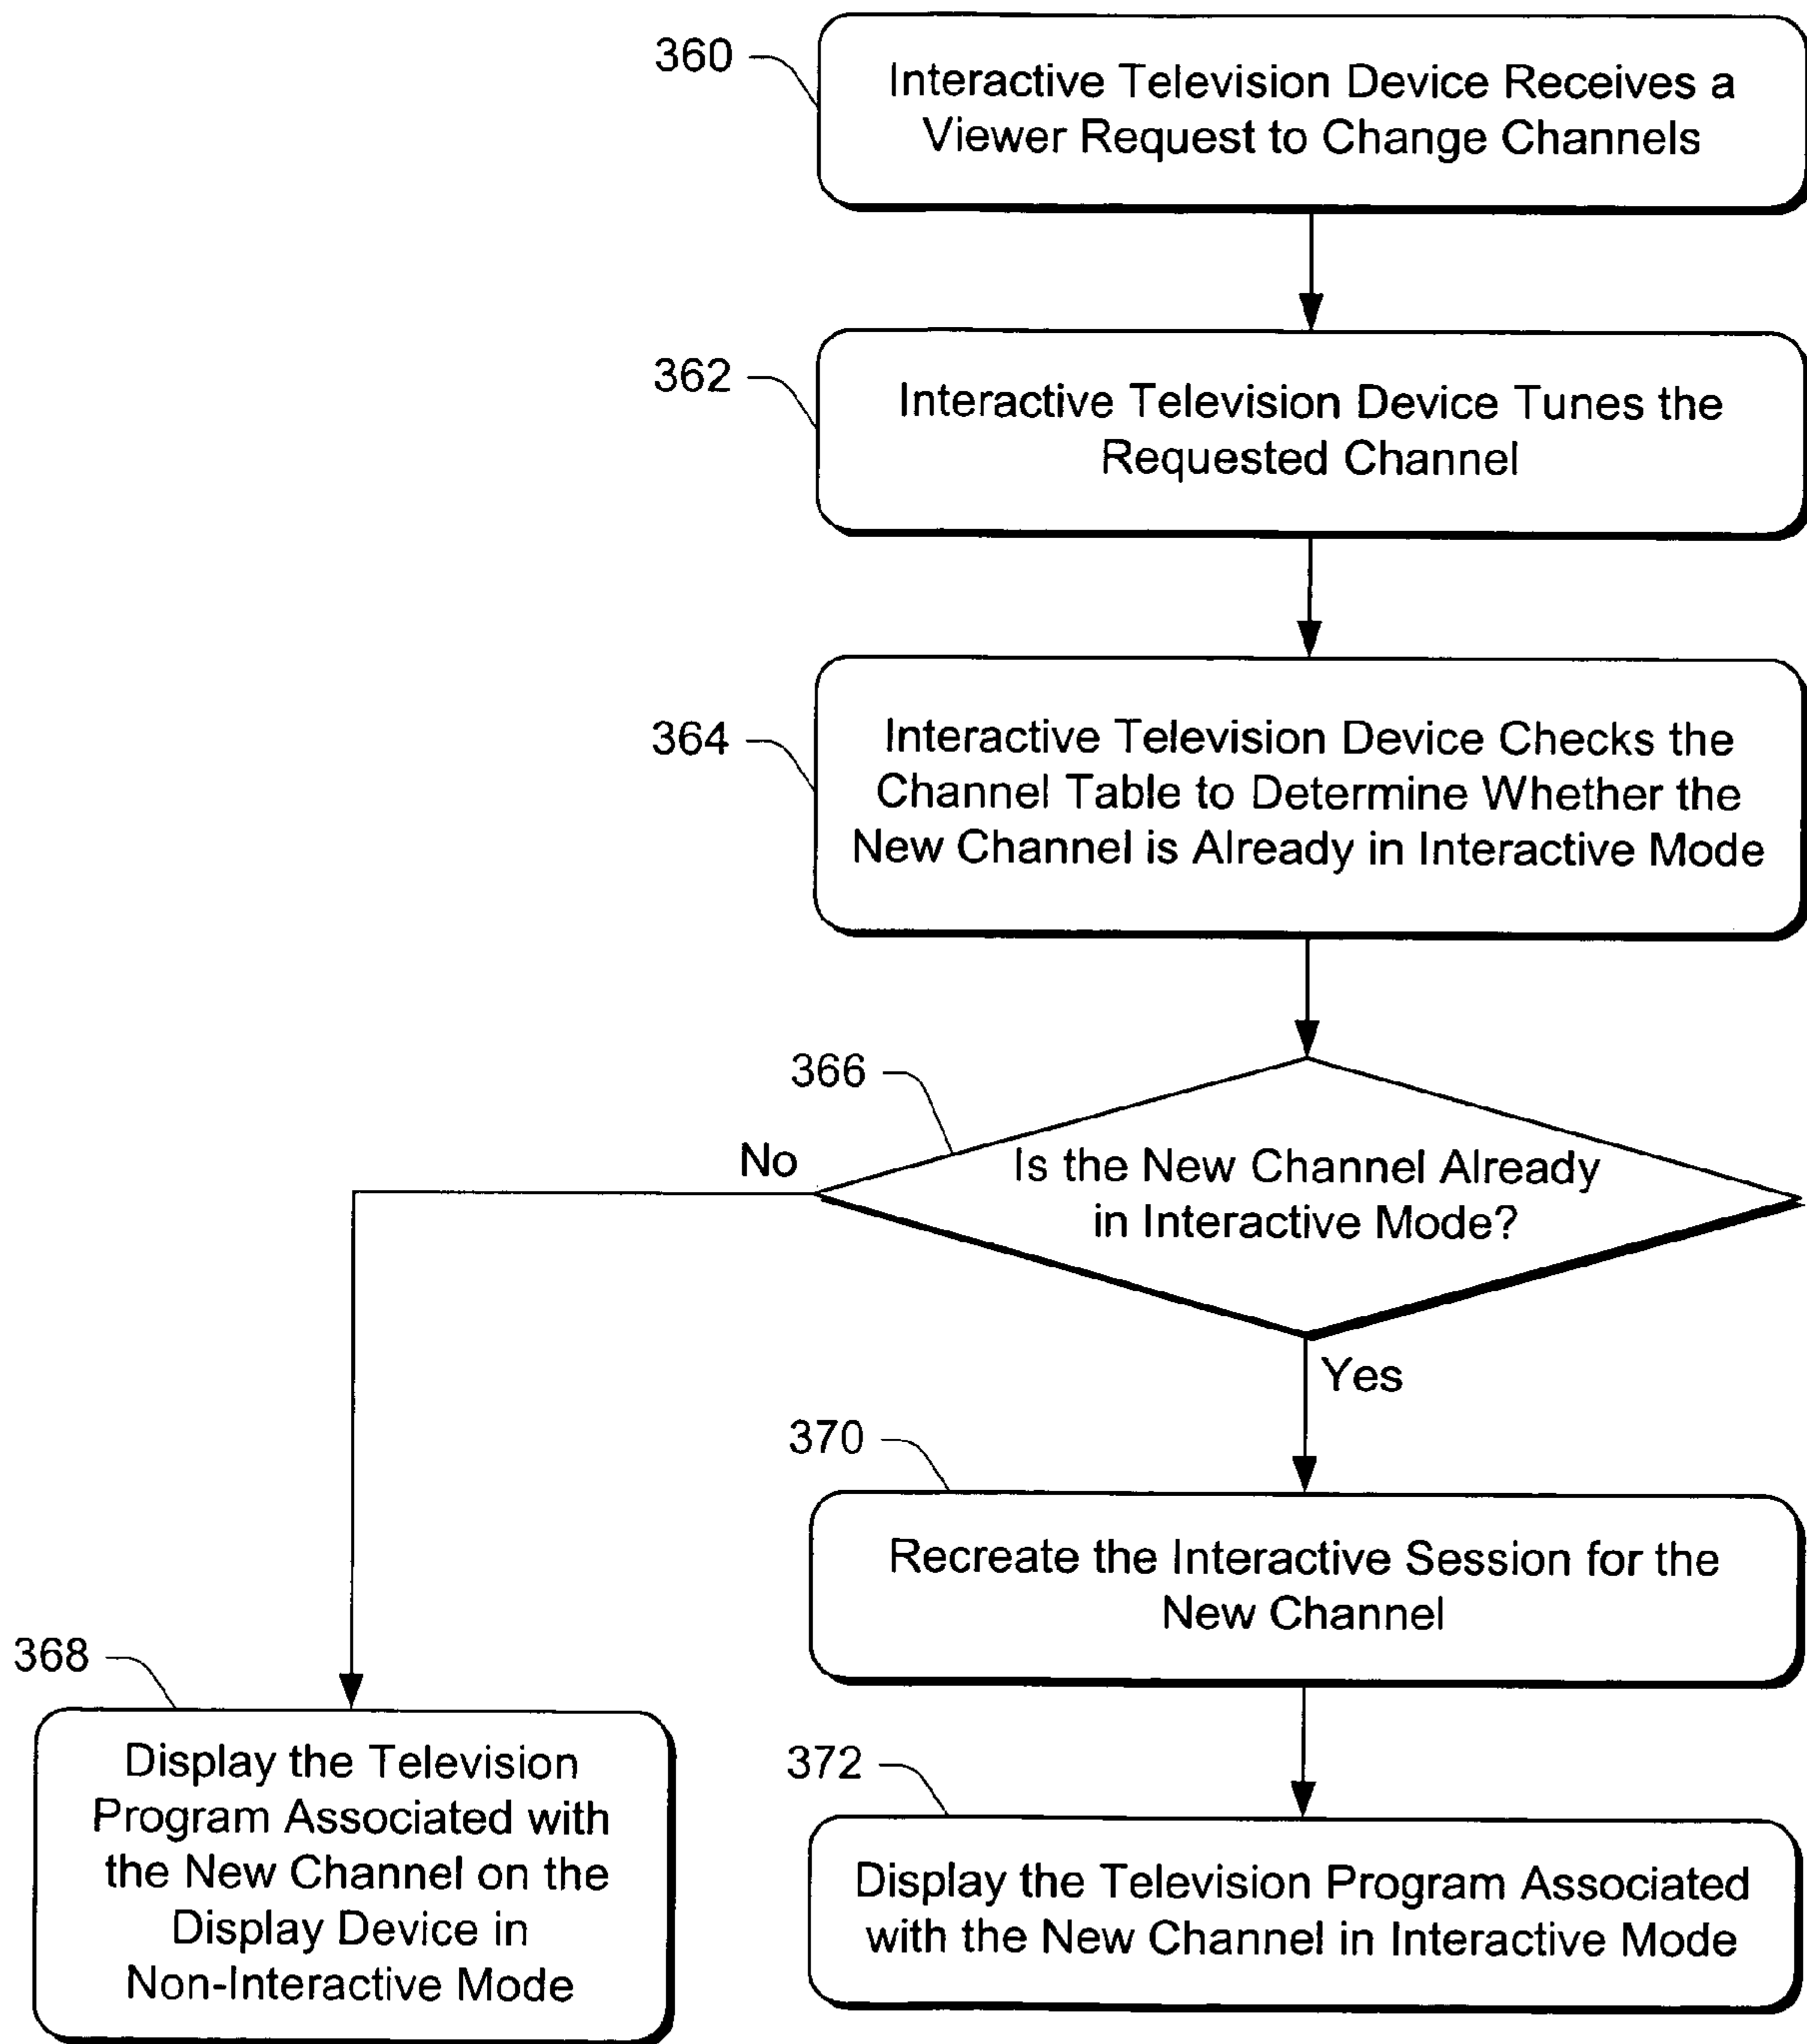 360
Interactive Television Device Receives a
Viewer Request to Change Channels
362
Interactive Television Device Tunes the
Requested Channel
364
Interactive Television Device Checks the
Channel Table to Determine Whether the
New Channel is Already in Interactive Mode
366
No
Is the New Channel Already
in Interactive Mode?
Yes
370
Recreate the Interactive Session for the
New Channel
368
Display the Television
Program Associated with
the New Channel on the
Display Device in
Non-Interactive Mode
372
Display the Television Program Associated
with the New Channel in Interactive Mode